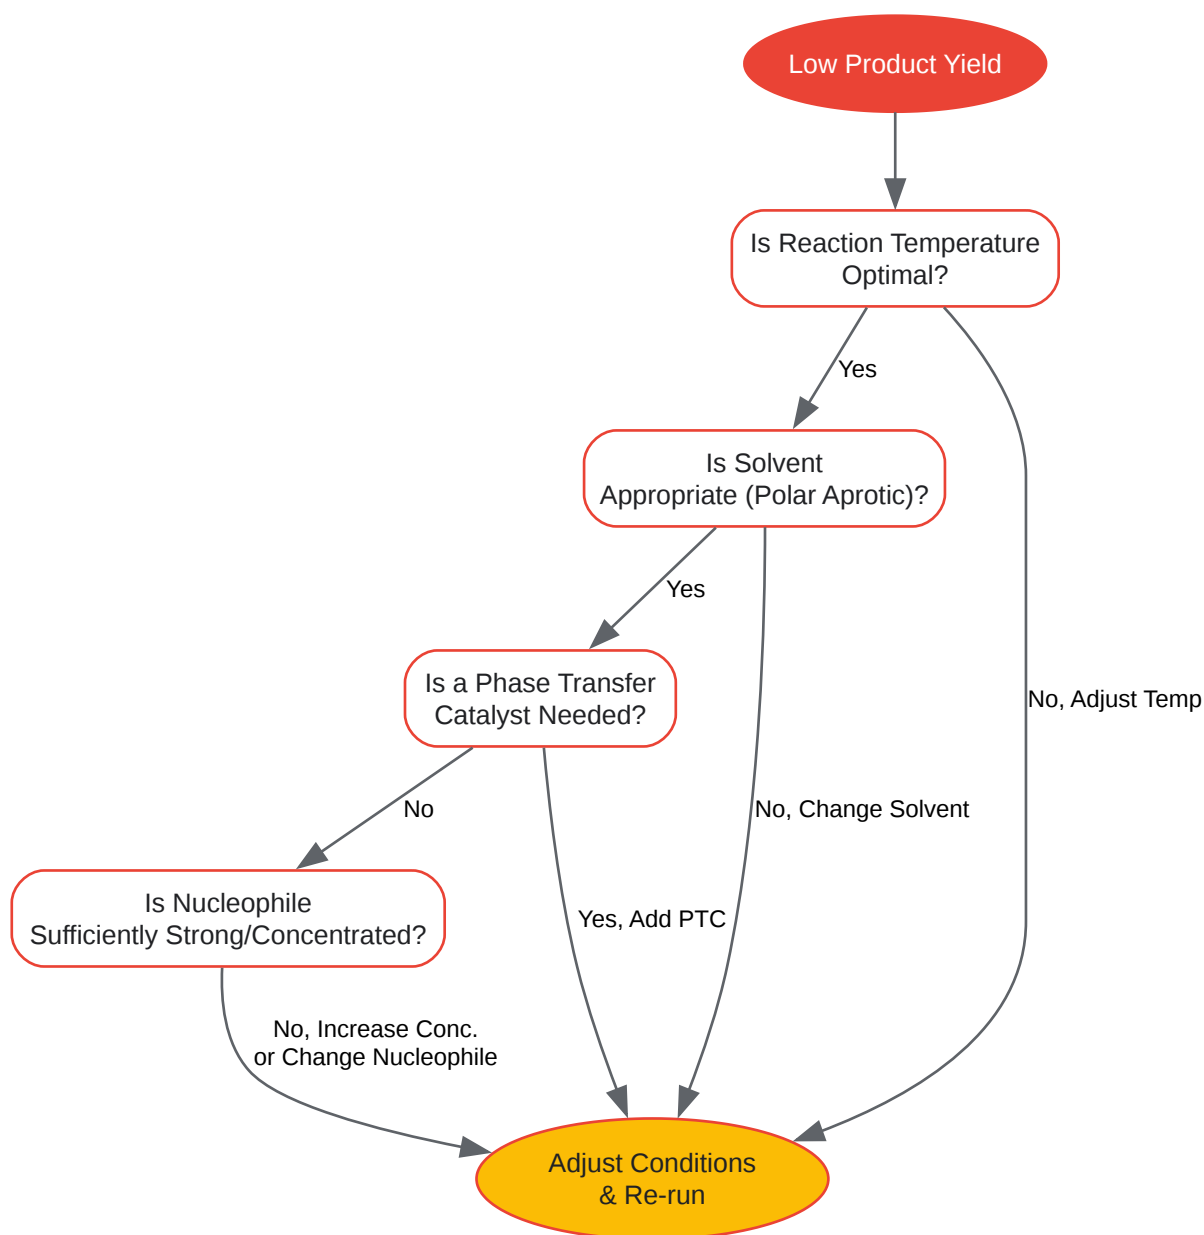 Low Product Yield
Is Reaction Temperature
Optimal?
Yes
Is Solvent
Appropriate (Polar Aprotic)?
Yes
Is a Phase Transfer
Catalyst Needed?
No, Adjust Temp
No
No, Change Solvent
Is Nucleophile
Sufficiently Strong/Concentrated?
Yes, Add PTC
No, Increase Conc.
or Change Nucleophile
Adjust Conditions
& Re-run